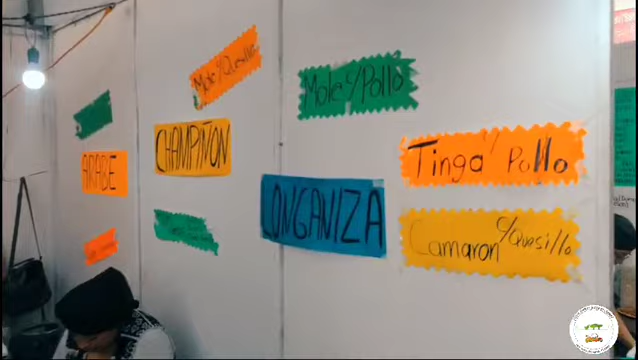 Mole c/Quesillo
Mole c/Pollo
CHAMPIÑON
Tinga Pollo
ARABE
LONGANIZA
Camaron c/Quesillo